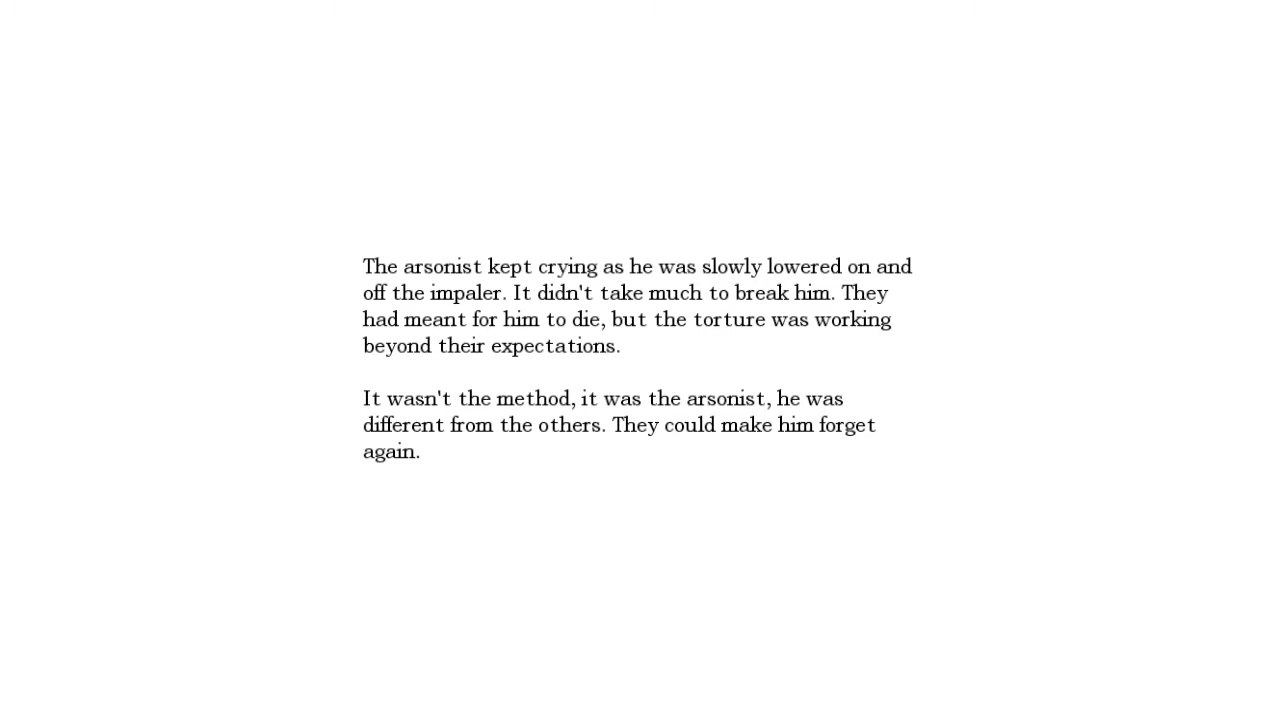 The arsonist kept crying as he was slowly lowered on and
off the impaler. It didn't take much to break him. They
had meant for him to die, but the torture was working
beyond their expectations.
It wasn't the method, it was the arsonist, he was
different from the others. They could make him forget
again.